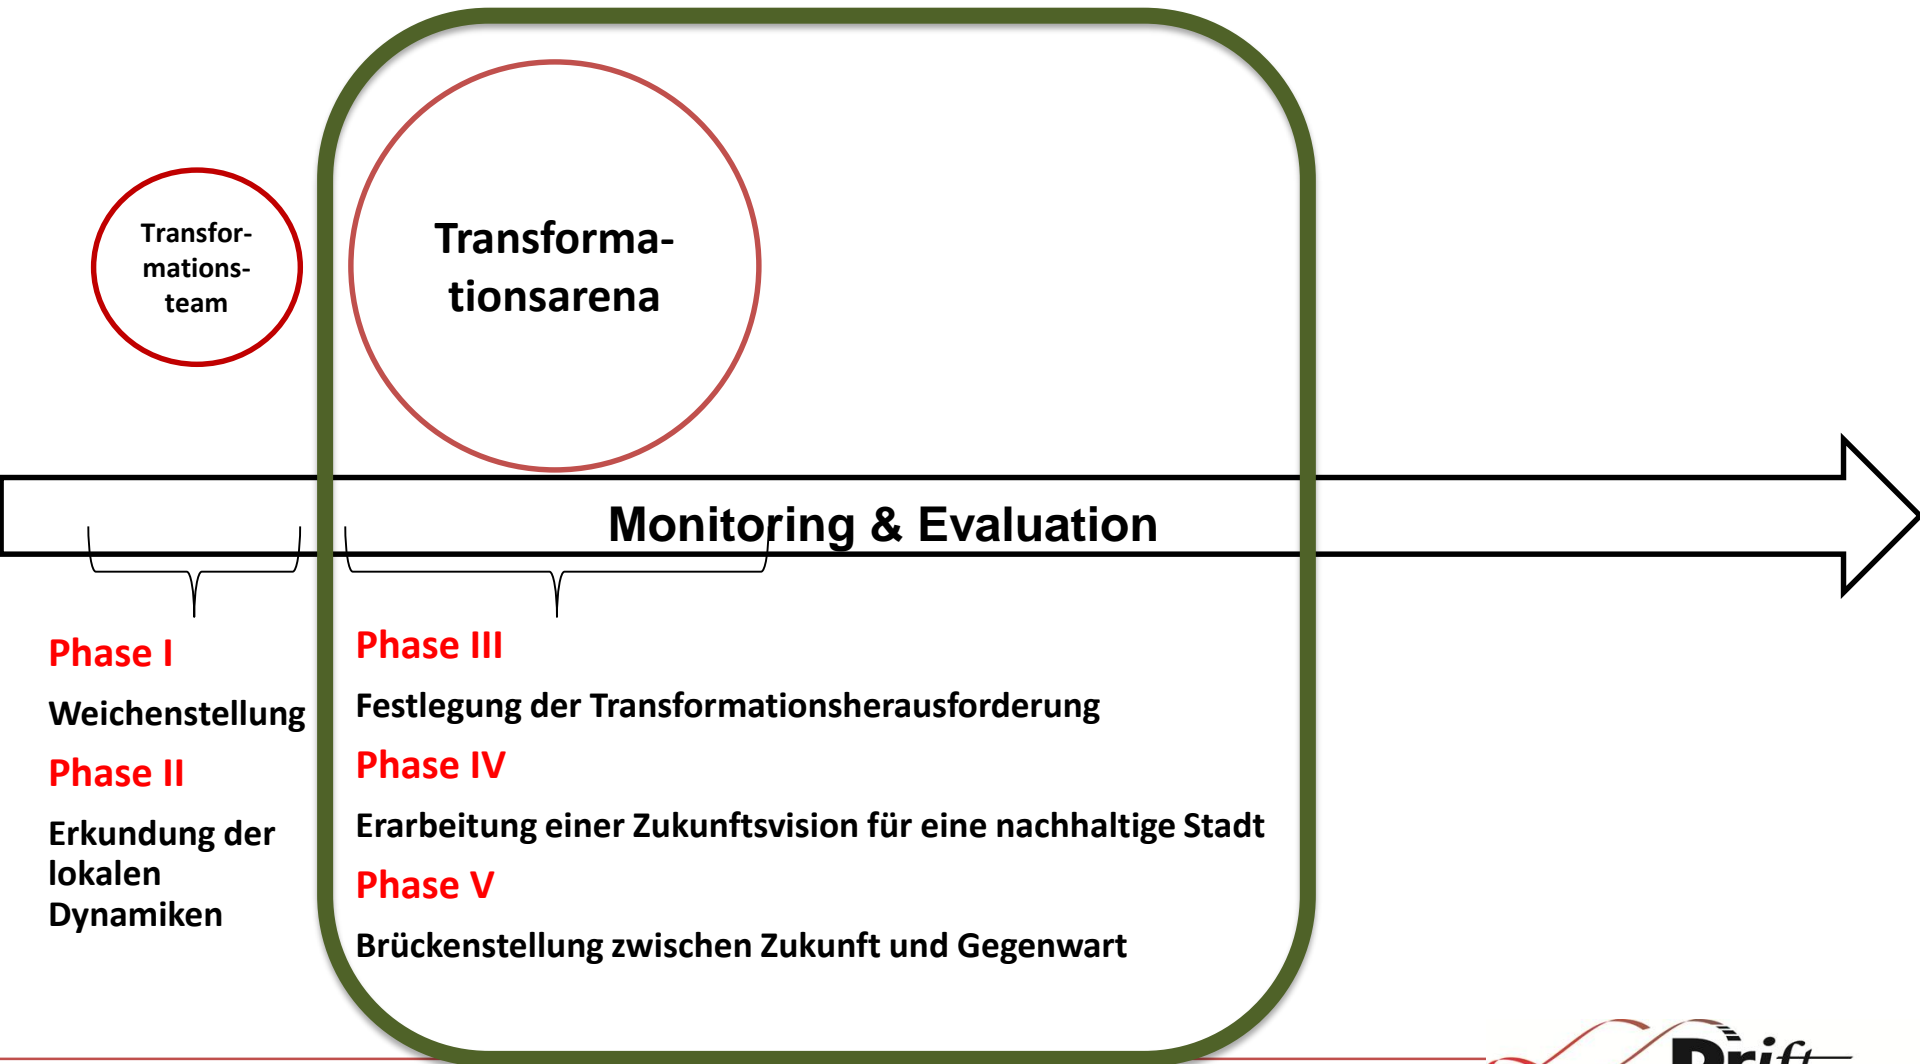 Transfor-
mations-
team
Transforma-
tionsarena
Monitoring & Evaluation
Phase I
Weichenstellung
Phase II
Erkundung der
lokalen
Dynamiken
Phase III
Festlegung der Transformationsherausforderung
Phase IV
Erarbeitung einer Zukunftsvision für eine nachhaltige Stadt
Phase V
Brückenstellung zwischen Zukunft und Gegenwart
Drift